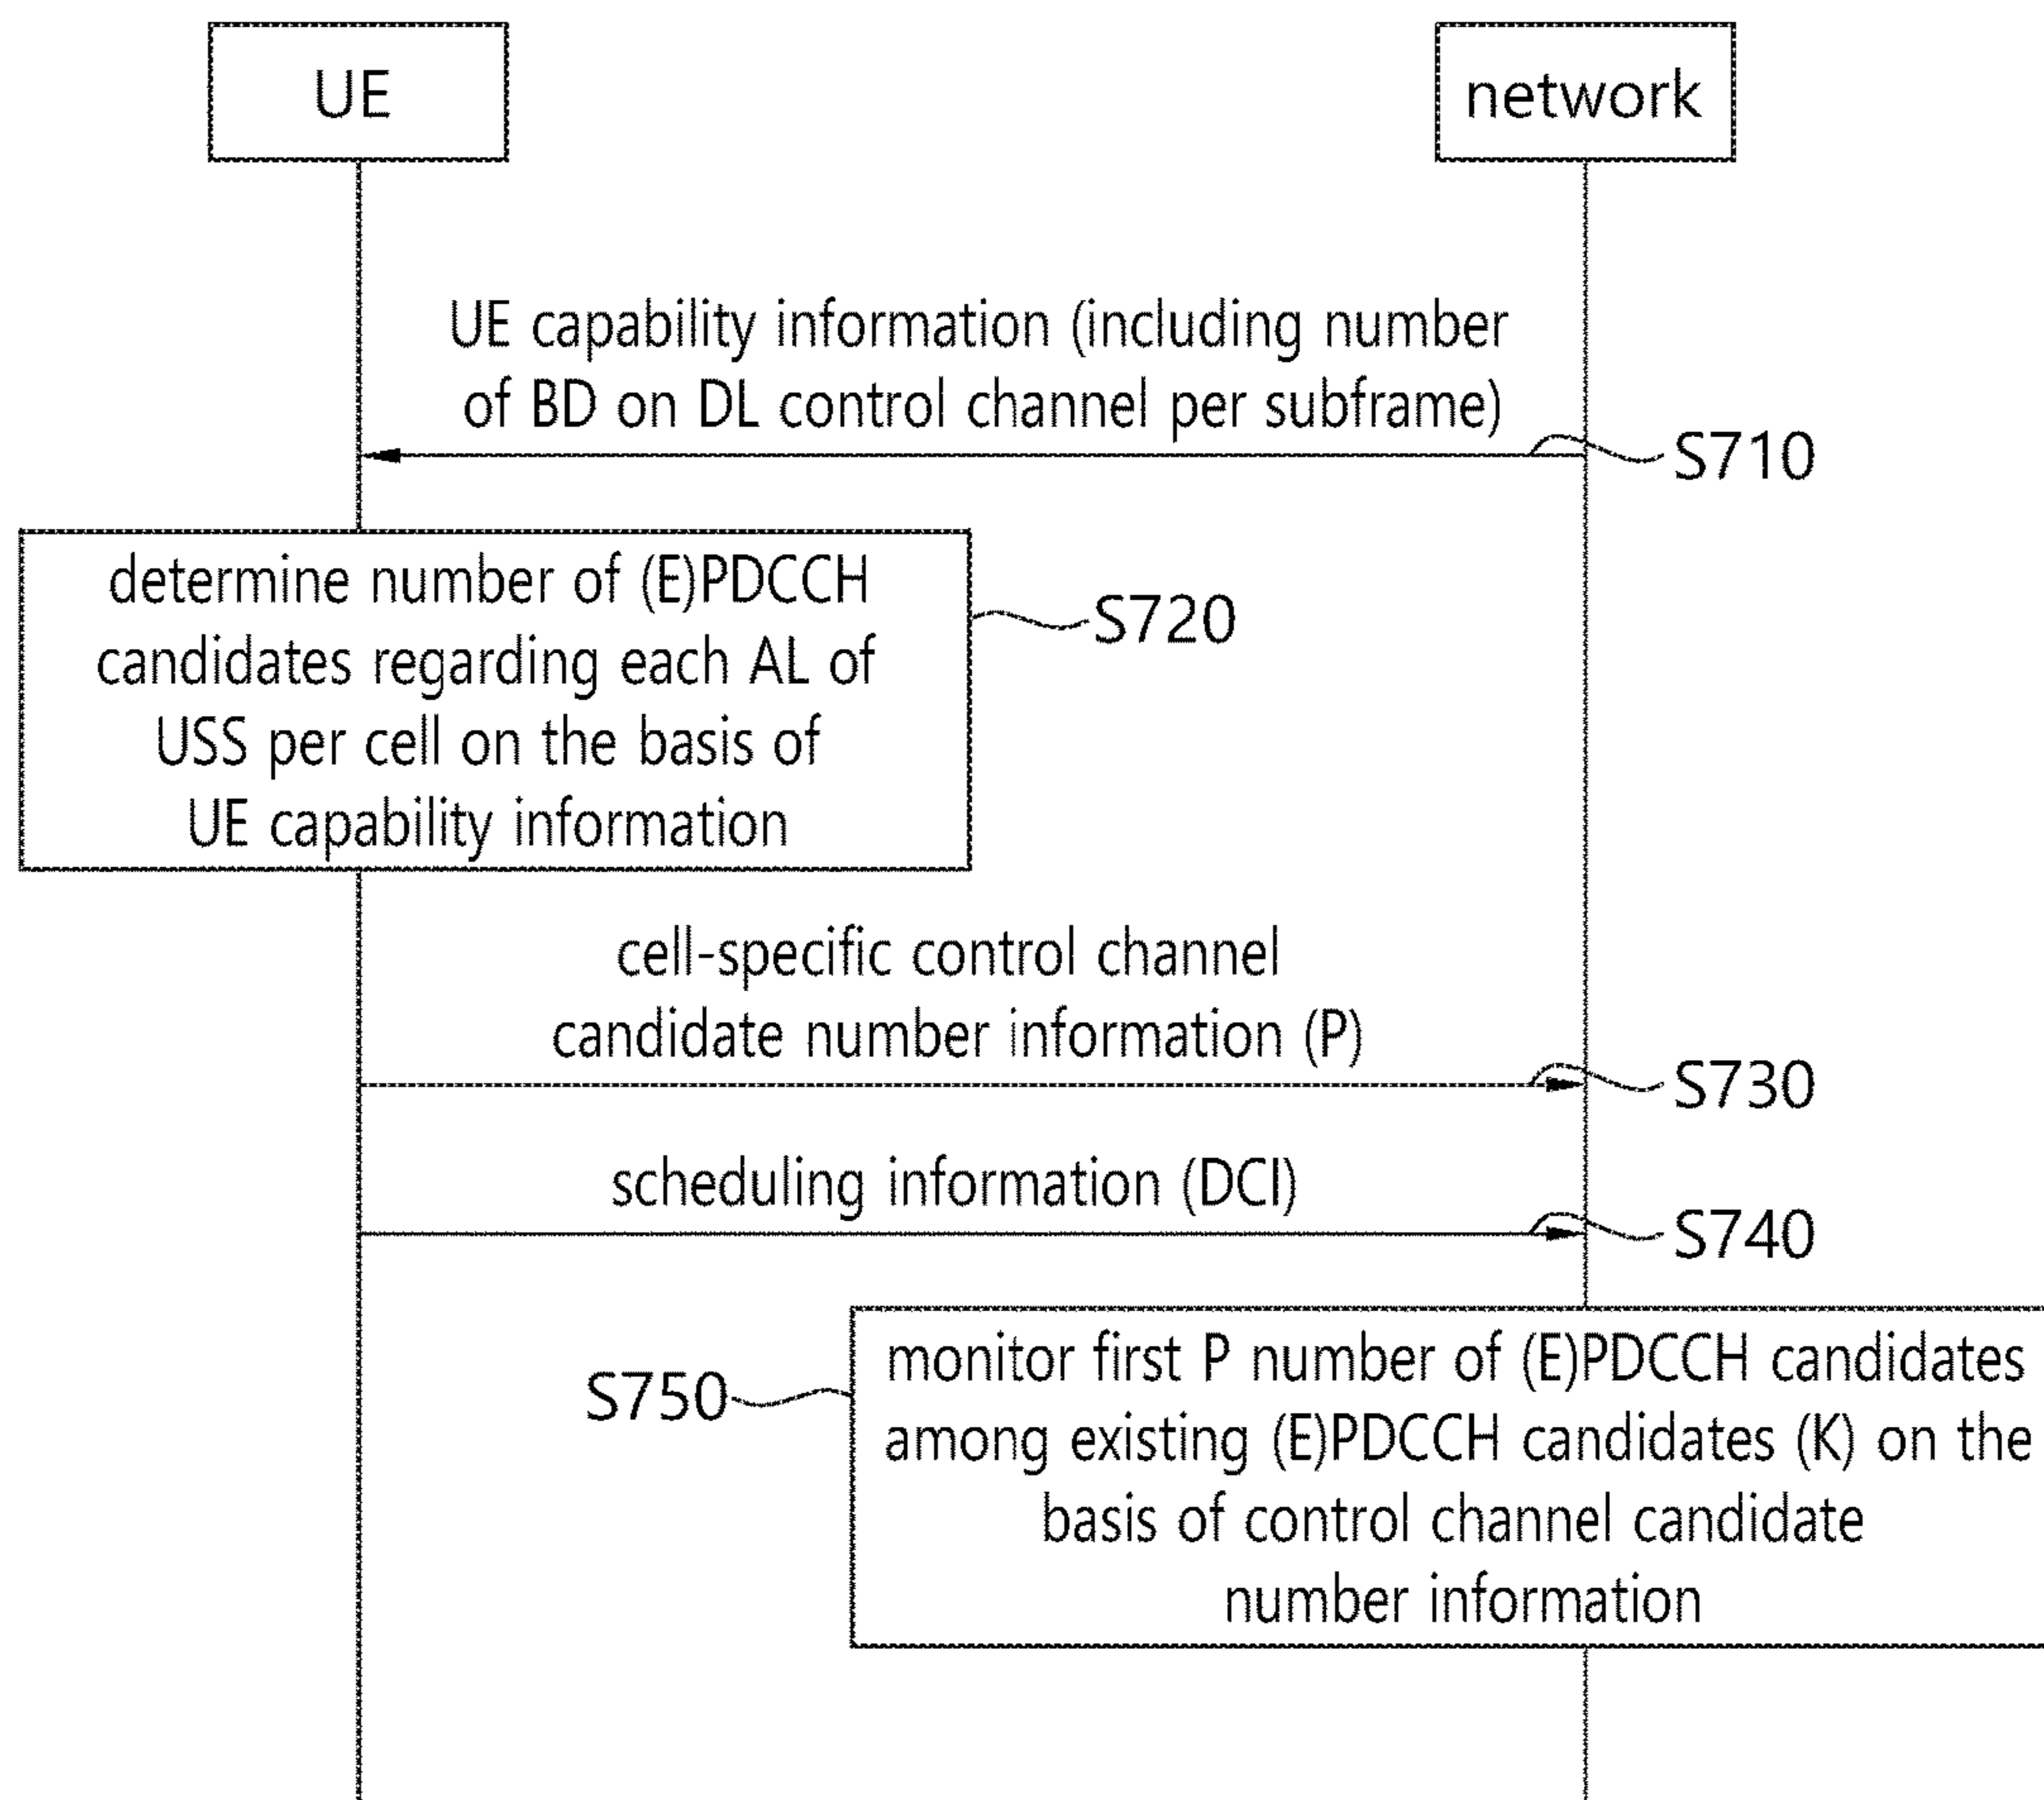 UE
network
UE capability information (including number
of BD on DL control channel per subframe)
S710
determine number of (E)PDCCH
candidates regarding each AL of
USS per cell on the basis of
UE capability information
S720
cell-specific control channel
candidate number information (P)
S730
scheduling information (DCI)
S740
S750
monitor first P number of (E)PDCCH candidates
among existing (E)PDCCH candidates (K) on the
basis of control channel candidate
number information